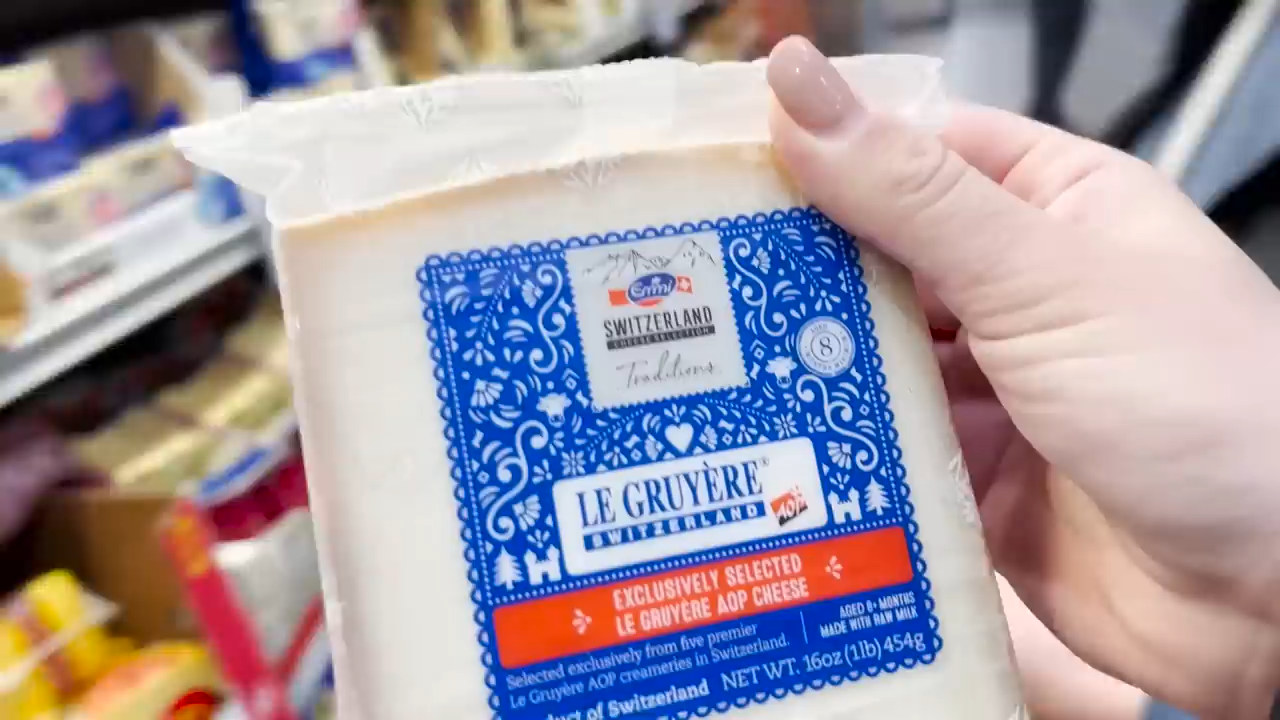 Emmi
SWITZERLAND
CHEESE SELECTION
Traditions
8
LE GRUYÈRE®
SWITZERLAND
AOP
EXCLUSIVELY SELECTED
LE GRUYÈRE AOP CHEESE
AGED 8+ MONTHS
MADE WITH RAW MILK
Selected exclusively from five premier
Le Gruyère AOP creameries in Switzerland.
NET WT. 16oz (1lb) 454g
duct of Switzerland